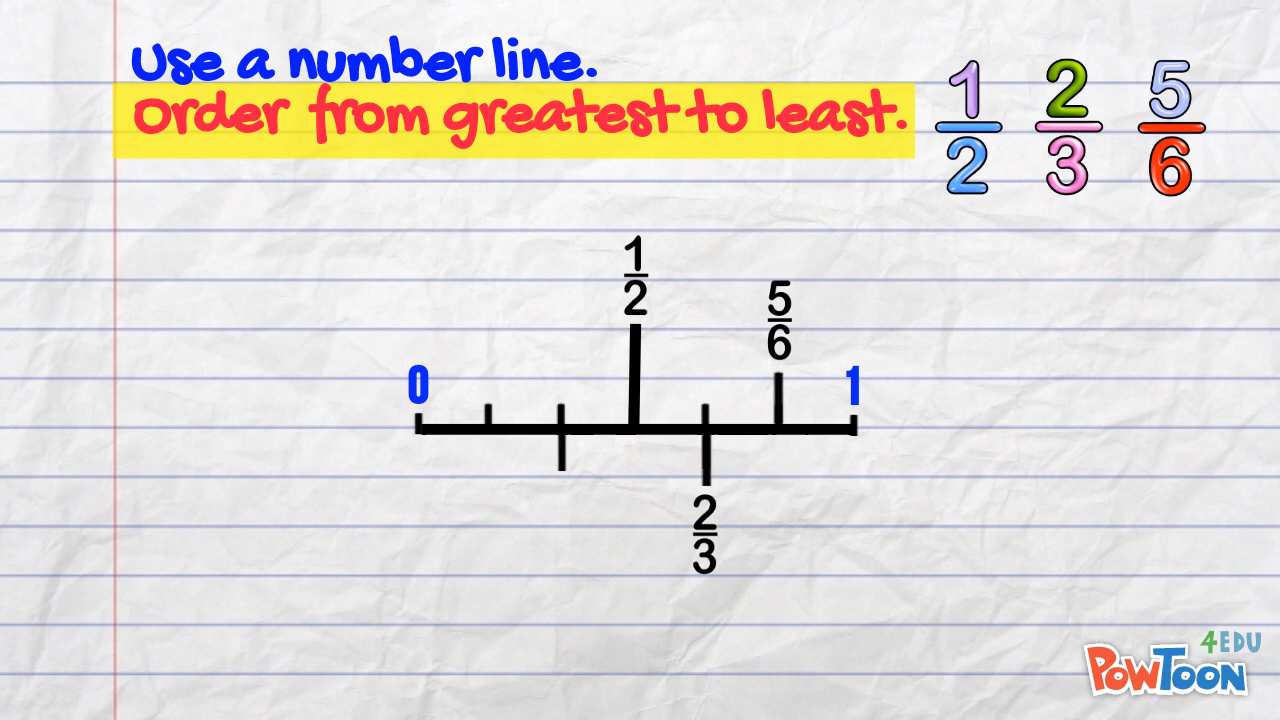 Use a number line.
Order from greatest to least.
1/2 2/3 5/6
1/2
5/6
0 1
2/3
4EDU
PowToon